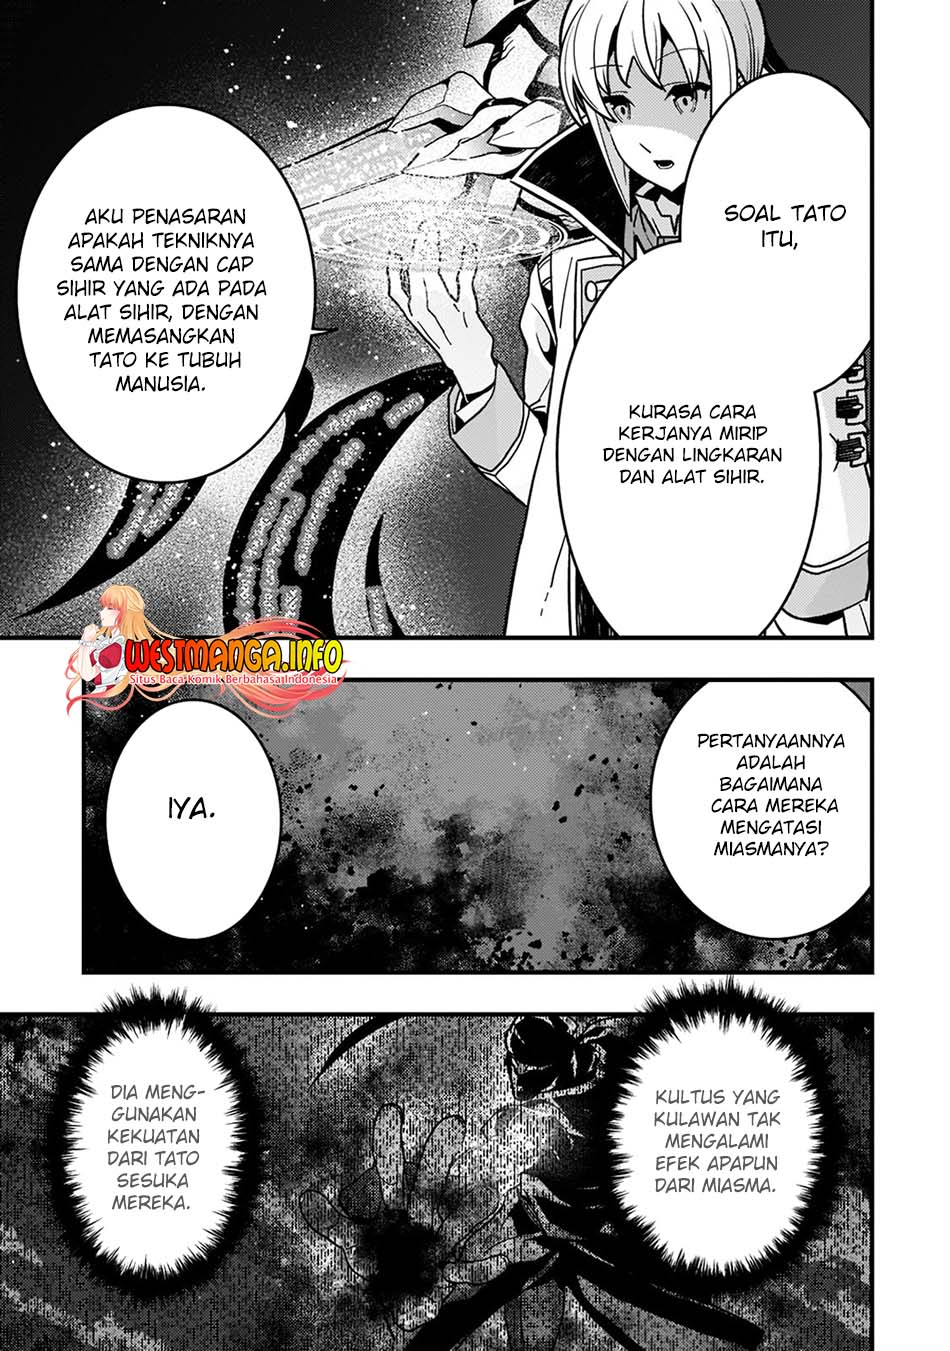 SOAL TATO
ITU,
KURASA CARA
KERJANYA MIRIP
DENGAN LINGKARAN
DAN ALAT SIHIR.
AKU PENASARAN
APAKAH TEKNIKNYA
SAMA DENGAN CAP
SIHIR YANG ADA PADA
ALAT SIHIR, DENGAN
MEMASANGKAN
TATO KE TUBUH
MANUSIA.
WESTMANGA.INFO
Situs Baca Komik Berbahasa Indonesia
PERTANYAANNYA
ADALAH
BAGAIMANA
CARA MEREKA
MENGATASI
MIASMANYA?
IYA.
KULTUS YANG
KULAWAN TAK
MENGALAMI
EFEK APAPUN
DARI MIASMA.
DIA MENG-
GUNAKAN
KEKUATAN
DARI TATO
SESUKA
MEREKA.